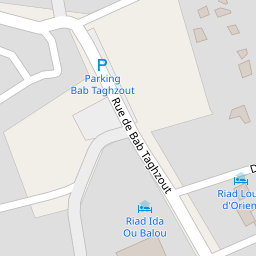 P
Parking
Bab Taghzout
Rue de Bab Taghzout
D
Riad Lou
d'Orien
Riad Ida
Ou Balou